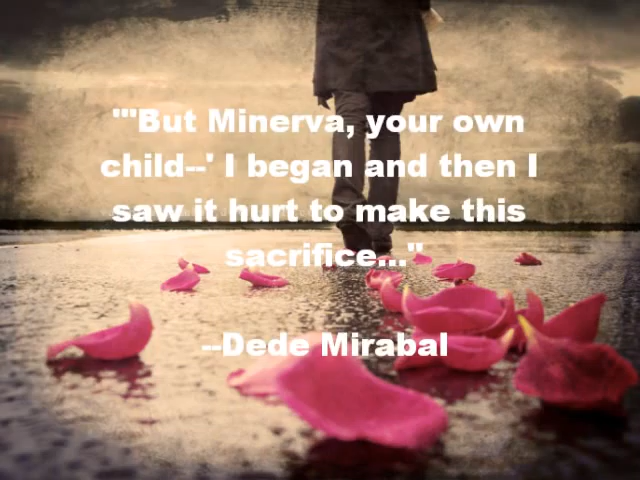 "'But Minerva, your own
child--' I began and then I
saw it hurt to make this
sacrifice..."
--Dede Mirabal